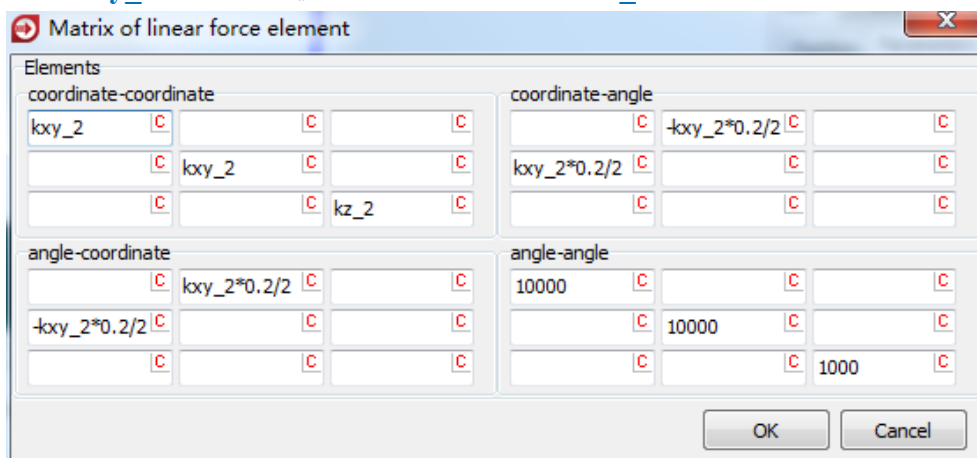 Matrix of linear force element
Elements
coordinate-coordinate
kxy_2 C C C
C kxy_2 C C
C C kz_2 C
coordinate-angle
C -kxy_2*0.2/2 C C
kxy_2*0.2/2 C C C
C C C
angle-coordinate
C kxy_2*0.2/2 C C
-kxy_2*0.2/2 C C C
C C C
angle-angle
10000 C C C
C 10000 C C
C C 1000 C
OK Cancel